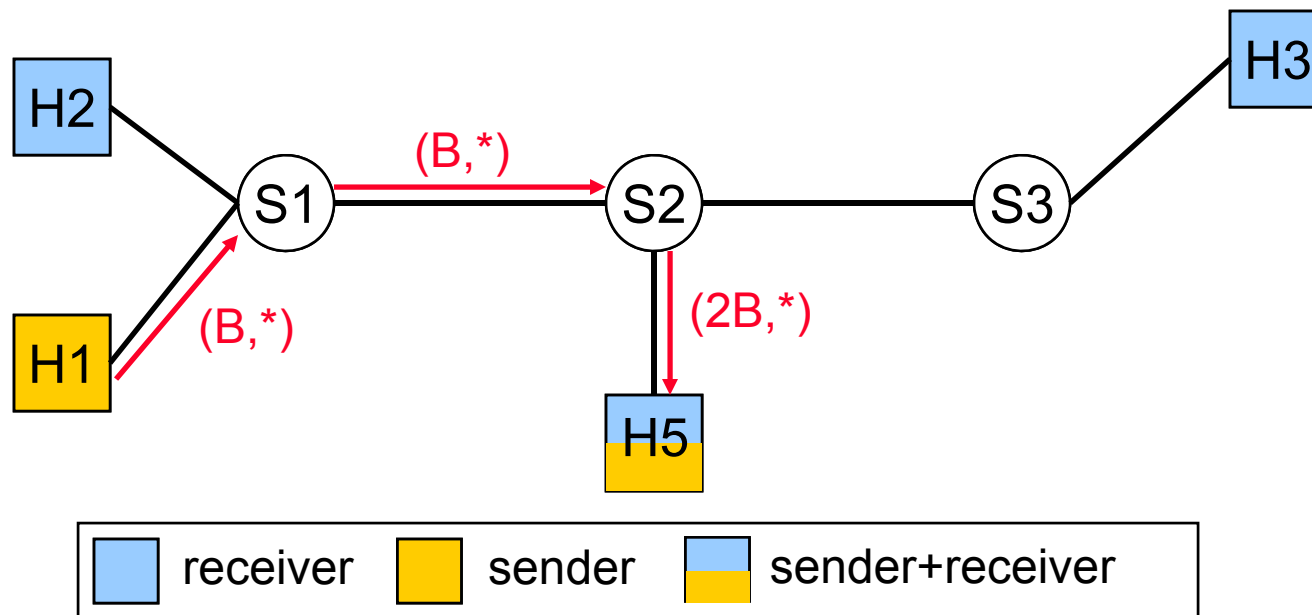 H3
H2
(B,*)
S1
S2
S3
(B,*)
(2B,*)
H1
H5
receiver
sender
sender+receiver